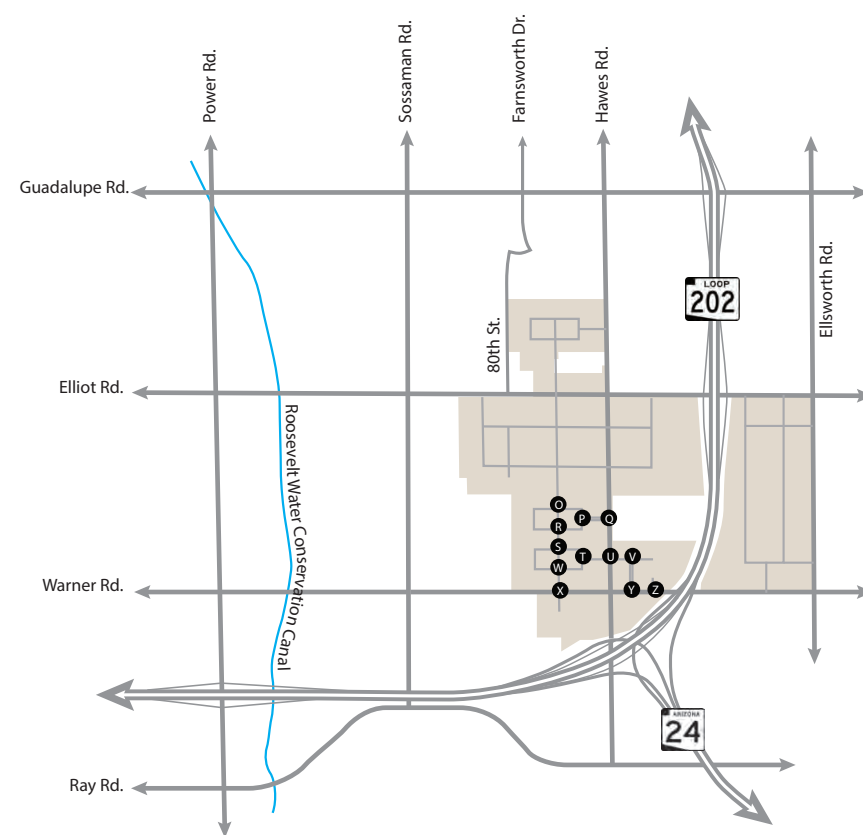 Power Rd.
Sossaman Rd.
Farnsworth Dr.
Hawes Rd.
Guadalupe Rd.
LOOP
202
Ellsworth Rd.
80th St.
Elliot Rd.
Roosevelt Water Conservation Canal
O
P
Q
R
S
T
U
V
W
Warner Rd.
X
Y
Z
ARIZONA
24
Ray Rd.